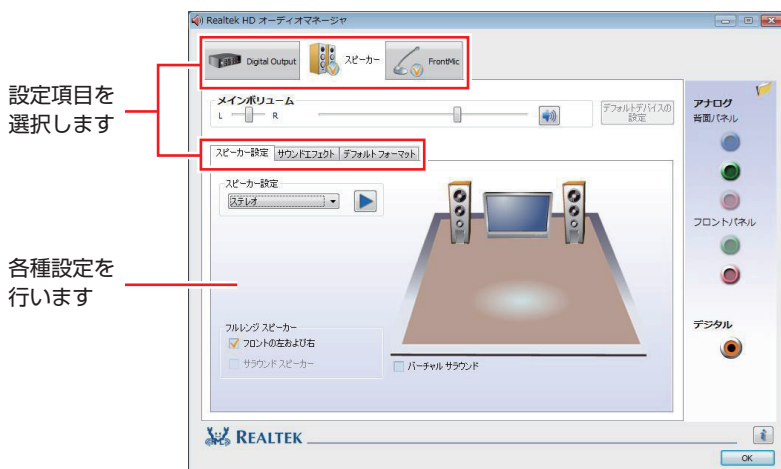 Realtek HD オーディオマネージャ
Digital Output
スピーカー
FrontMic
設定項目を
選択します
メインボリューム
L
R
デフォルトデバイスの
設定
スピーカー設定
サウンドエフェクト
デフォルトフォーマット
スピーカー設定
ステレオ
各種設定を
行います
フルレンジ スピーカー
フロントの左および右
サラウンドスピーカー
バーチャル サラウンド
アナログ
背面パネル
フロントパネル
デジタル
REALTEK
i
OK